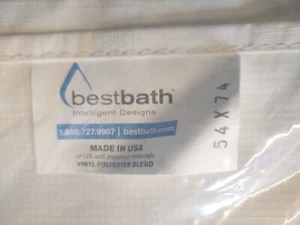 bestbath®
Intelligent Designs
1.866.727.9907 | bestbath.com
MADE IN USA
of US and imported materials
VINYL POLYESTER BLEND
54 X 74